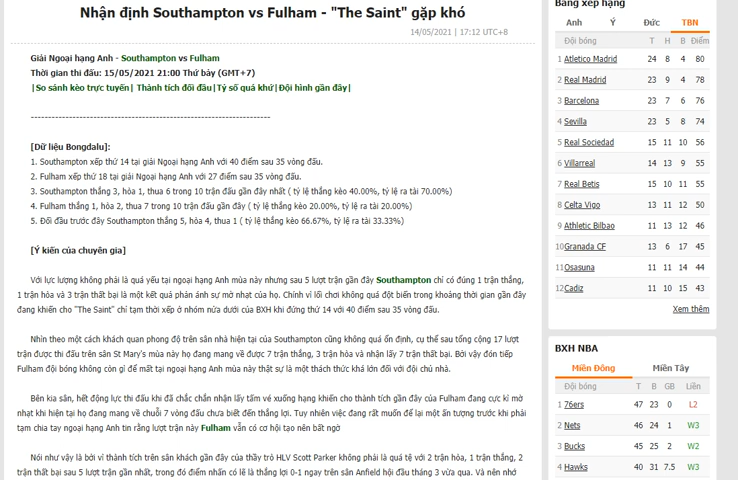 Nhận định Southampton vs Fulham - "The Saint" gặp khó
14/05/2021 | 17:12 UTC+8
Giải Ngoại hạng Anh - Southampton vs Fulham
Thời gian thi đấu: 15/05/2021 21:00 Thứ bảy (GMT+7)
|So sánh kèo trực tuyến| Thành tích đối đầu|Tỷ số quá khứ|Đội hình gần đây|
--------------------------------------------------------------------------------
[Dữ liệu Bongdalu]:
1. Southampton xếp thứ 14 tại giải Ngoại hạng Anh với 40 điểm sau 35 vòng đấu.
2. Fulham xếp thứ 18 tại giải Ngoại hạng Anh với 27 điểm sau 35 vòng đấu.
3. Southampton thắng 3, hòa 1, thua 6 trong 10 trận đấu gần đây nhất ( tỷ lệ thắng kèo 40.00%, tỷ lệ ra tài 70.00%)
4. Fulham thắng 1, hòa 2, thua 7 trong 10 trận đấu gần đây ( tỷ lệ thắng kèo 20.00%, tỷ lệ ra tài 20.00%)
5. Đối đầu trước đây Southampton thắng 5, hòa 4, thua 1 ( tỷ lệ thắng kèo 66.67%, tỷ lệ ra tài 33.33%)
[Ý kiến của chuyên gia]
Với lực lượng không phải là quá yếu tại ngoại hạng Anh mùa này nhưng sau 5 lượt trận gần đây Southampton chỉ có đúng 1 trận thắng,
1 trận hòa và 3 trận thất bại là một kết quả phản ánh sự mờ nhạt của họ. Chính vì lối chơi không quá đột biến trong khoảng thời gian gần đây
đang khiến cho "The Saint" chỉ tạm thời xếp ở nhóm nửa dưới của BXH khi đứng thứ 14 với 40 điểm sau 35 vòng đấu.
Nhìn theo một cách khách quan phong độ trên sân nhà hiện tại của Southampton cũng không quá ổn định, cụ thể sau tổng cộng 17 lượt
trận được thi đấu trên sân St Mary's mùa này họ đang mang về được 7 trận thắng, 3 trận hòa và nhận lấy 7 trận thất bại. Bởi vậy đón tiếp
Fulham đội bóng không còn gì để mất tại ngoại hạng Anh mùa này thật sự là một thách thức khá lớn đối với đội chủ nhà.
Bên kia sân, hết động lực thi đấu khi đã chắc chắn nhận lấy tấm vé xuống hạng khiến cho thành tích gần đây của Fulham đang cực kì mờ
nhạt khi hiện tại họ đang mang về chuỗi 7 vòng đấu chưa biết đến thắng lợi. Tuy nhiên việc đang rất muốn để lại một ấn tượng trước khi phải
tạm chia tay ngoại hạng Anh tin rằng lượt trận này Fulham vẫn có cơ hội tạo nên bất ngờ
Nói như vậy là bởi vì thành tích trên sân khách gần đây của thầy trò HLV Scott Parker không phải là quá tệ với 2 trận hòa, 1 trận thắng, 2
trận thất bại sau 5 lượt trận gần nhất, trong đó điểm nhấn có lẽ là thắng lợi 0-1 ngay trên sân Anfield hội đầu tháng 3 vừa qua. Và nên nhớ
Bảng xếp hạng
Anh Ý Đức TBN
Đội bóng T H B Điểm
1 Atletico Madrid 24 8 4 80
2 Real Madrid 23 9 4 78
3 Barcelona 23 7 6 76
4 Sevilla 23 5 8 74
5 Real Sociedad 15 11 10 56
6 Villarreal 14 13 9 55
7 Real Betis 15 10 11 55
8 Celta Vigo 13 11 12 50
9 Athletic Bilbao 11 13 12 46
10 Granada CF 13 6 17 45
11 Osasuna 11 11 14 44
12 Cadiz 11 10 15 43
Xem thêm
BXH NBA
Miền Đông Miền Tây
Đội bóng T B GB Liền
1 76ers 47 23 0 L2
2 Nets 46 24 1 W3
3 Bucks 45 25 2 W2
4 Hawks 40 31 7.5 W3